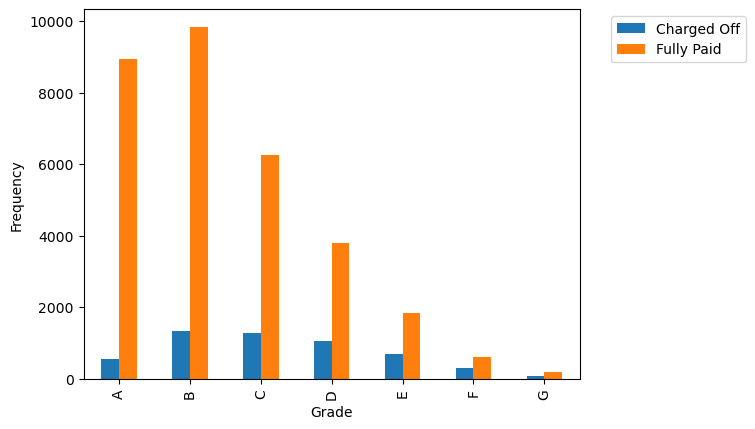 Charged Off
Fully Paid
10000
8000
6000
4000
2000
0
Frequency
A
B
C
D
E
F
G
Grade